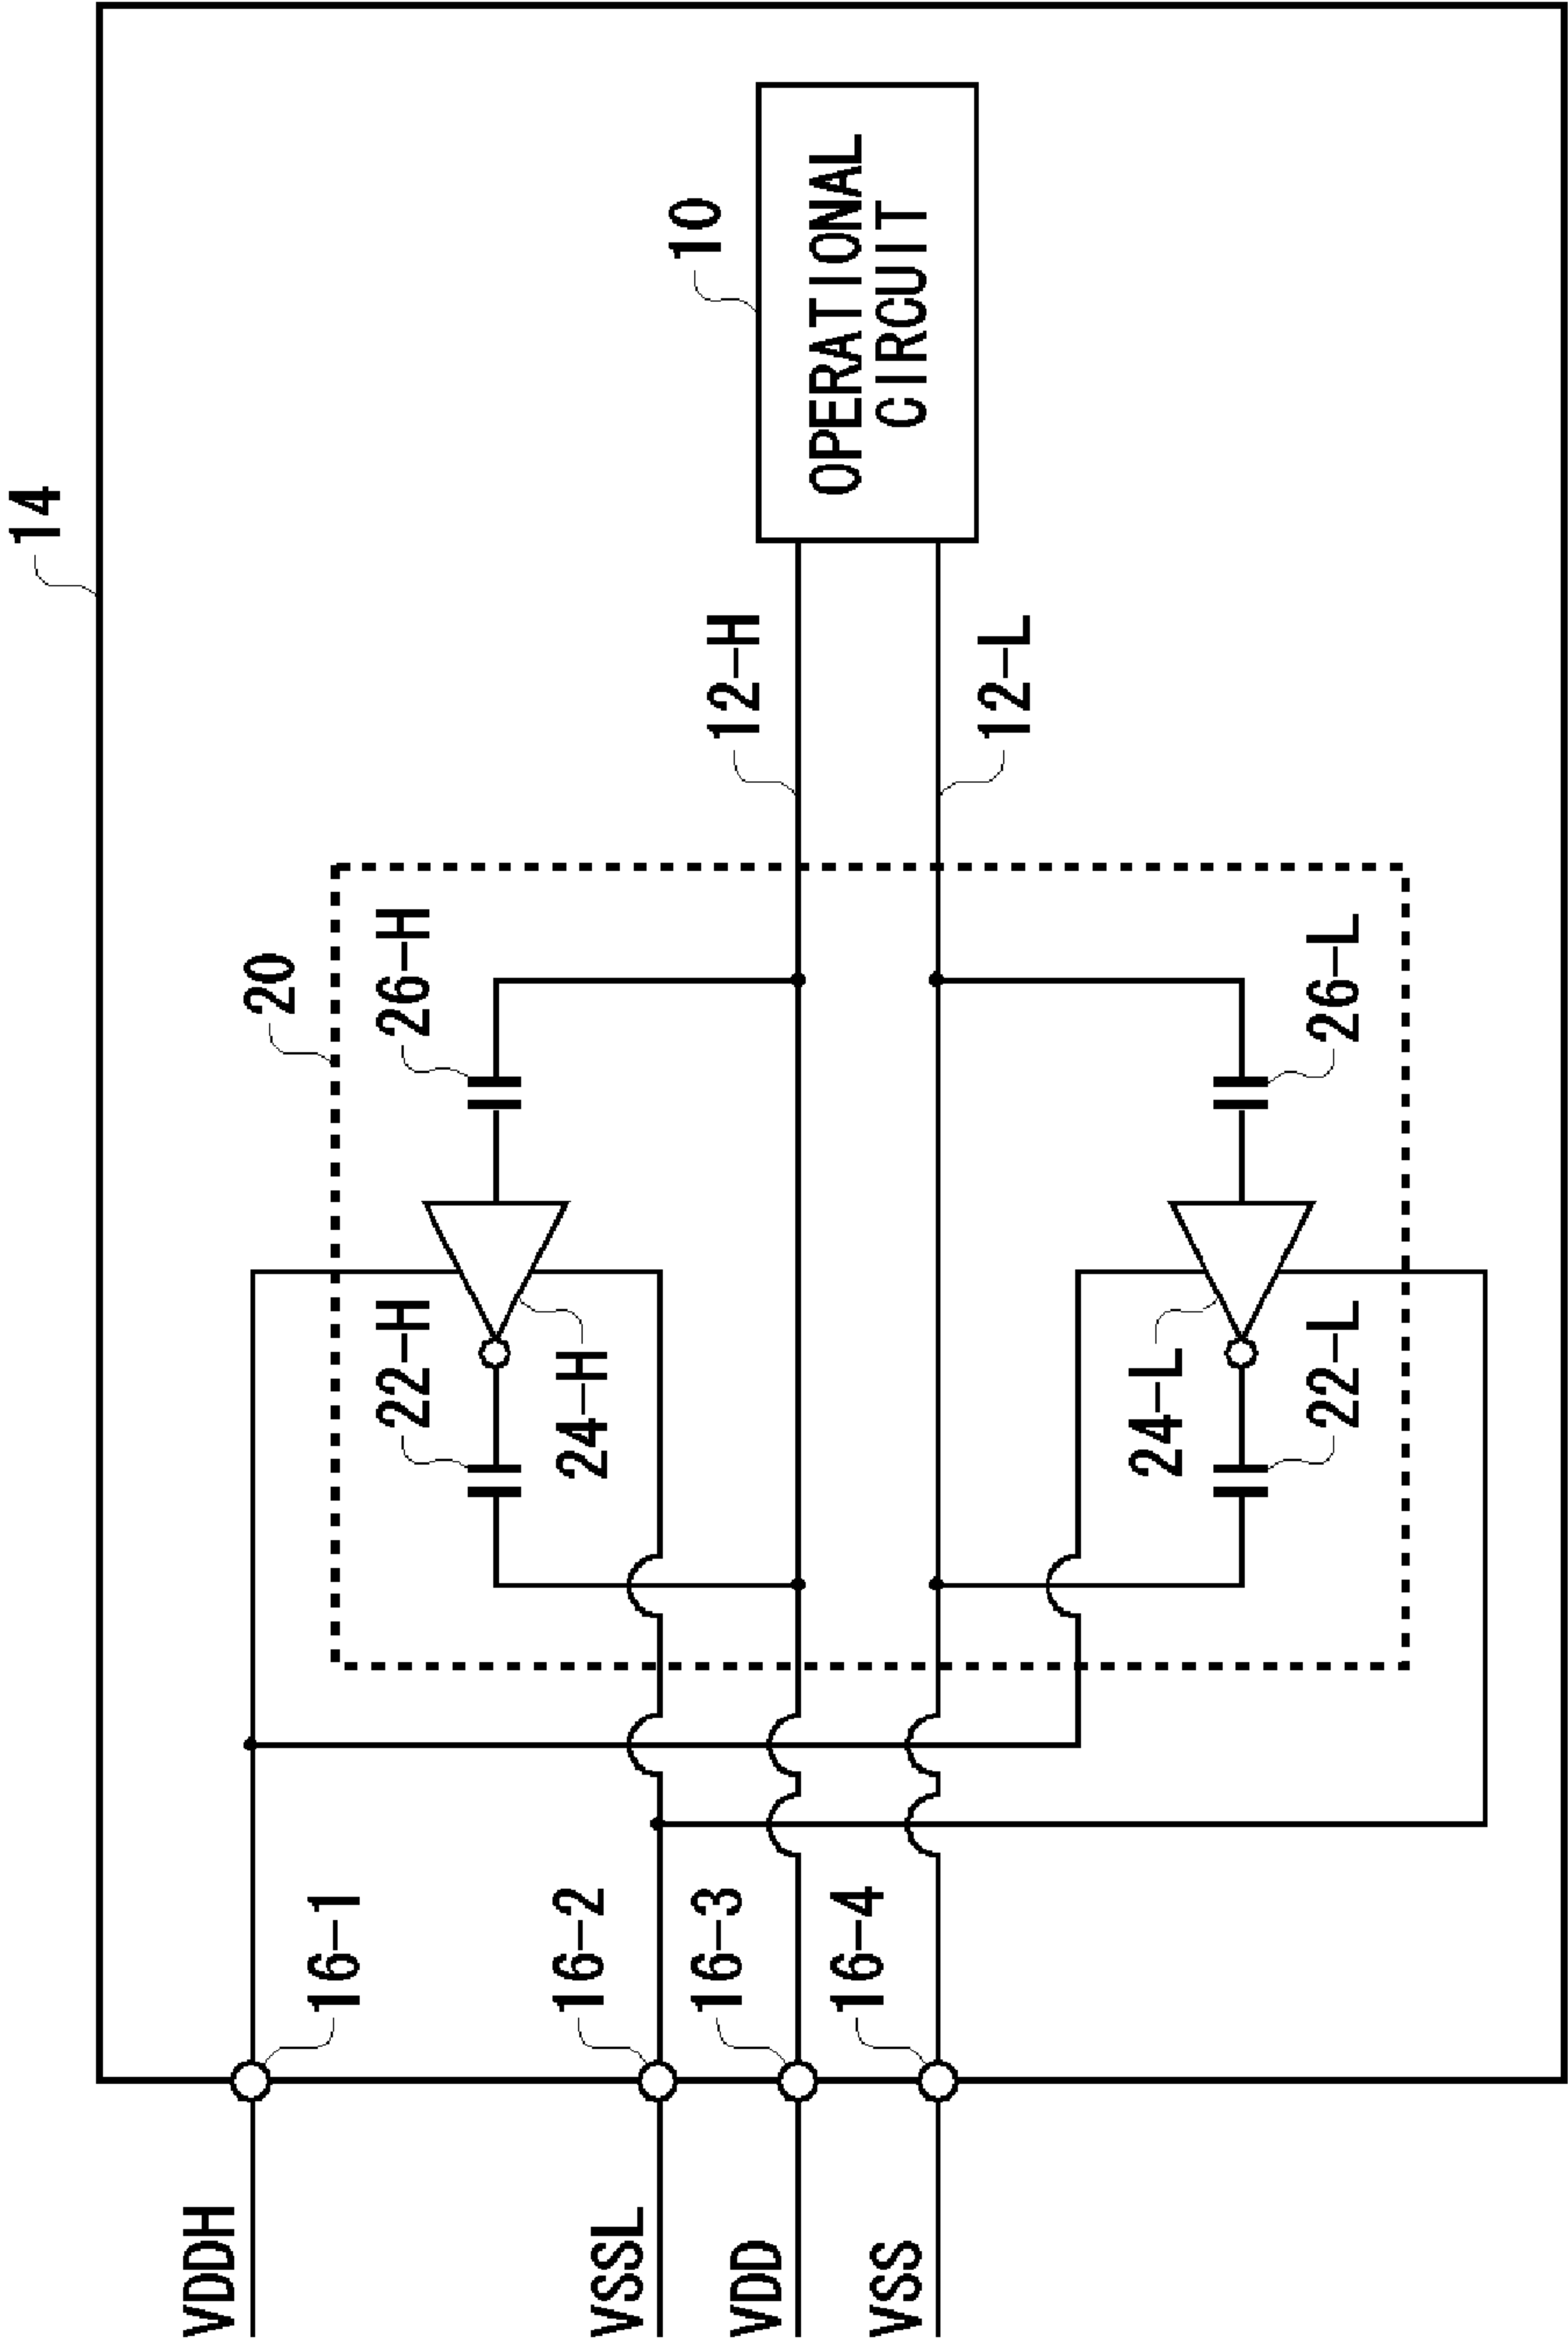 14
20
10
26-H
22-H
24-H
12-H
OPERATIONAL
CIRCUIT
12-L
24-L
22-L
26-L
VDDH
16-1
VSSL
16-2
VDD
16-3
VSS
16-4